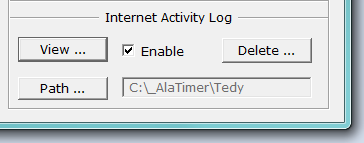 Internet Activity Log
View ... Enable Delete ...
Path ... C:\_AlaTimer\Tedy